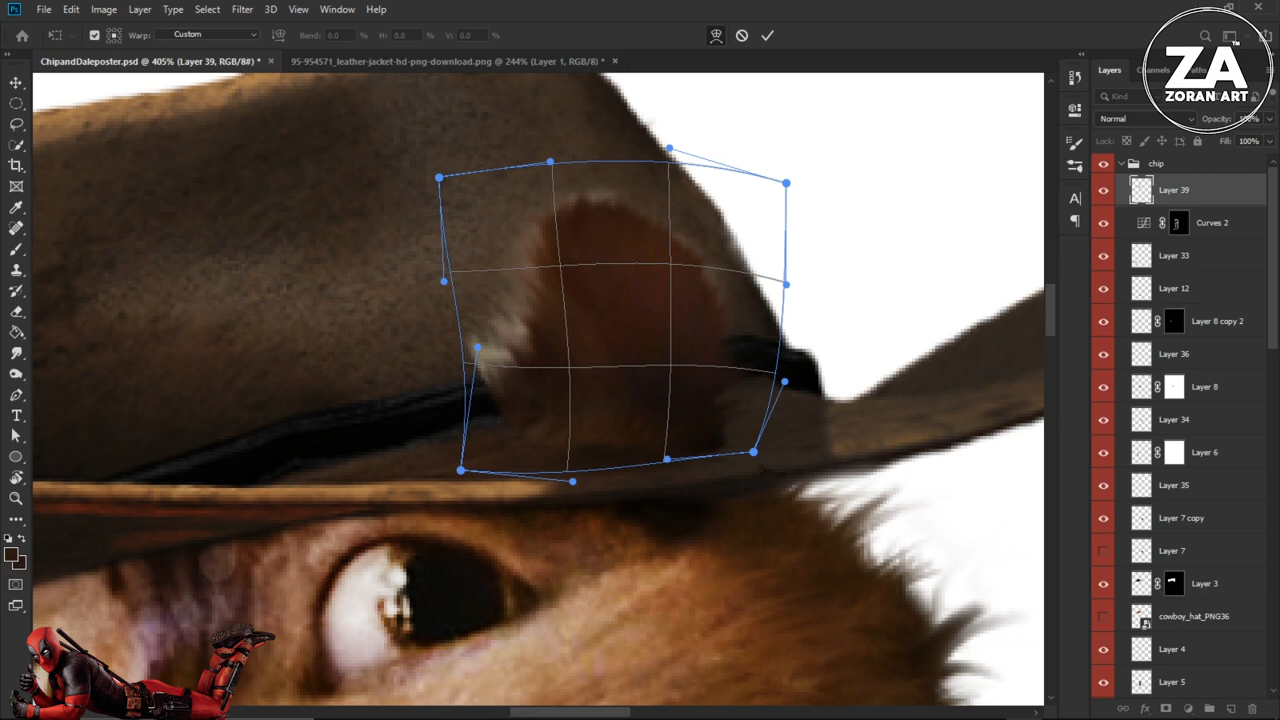 Ps File Edit Image Layer Type Select Filter 3D View Window Help
Warp: Custom Bend: 0.0 % H: 0.0 % V: 0.0 %
ChipandDaleposter.psd @ 405% (Layer 39, RGB/8#) * × 95-954571_leather-jacket-hd-png-download.png @ 244% (Layer 1, RGB/8) * ×
ZA™
ZORAN ART
Layers Channels
Kind
Normal Opacity:
Lock: Fill: 100%
chip
Layer 39
Curves 2
Layer 33
Layer 12
Layer 8 copy 2
Layer 36
Layer 8
Layer 34
Layer 6
Layer 35
Layer 7 copy
Layer 7
Layer 3
cowboy_hat_PNG36
Layer 4
Layer 5
fx